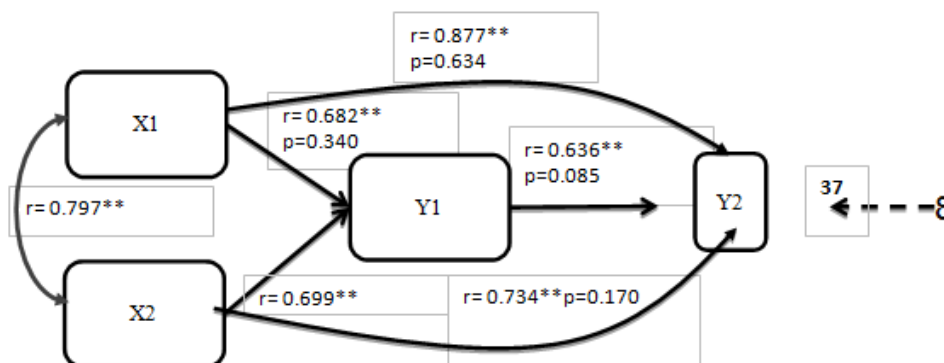 r= 0.877**
p=0.634
X1
r= 0.682**
p=0.340
r= 0.636**
p=0.085
r= 0.797**
Y1
Y2
37
X2
r= 0.699**
r= 0.734**p=0.170